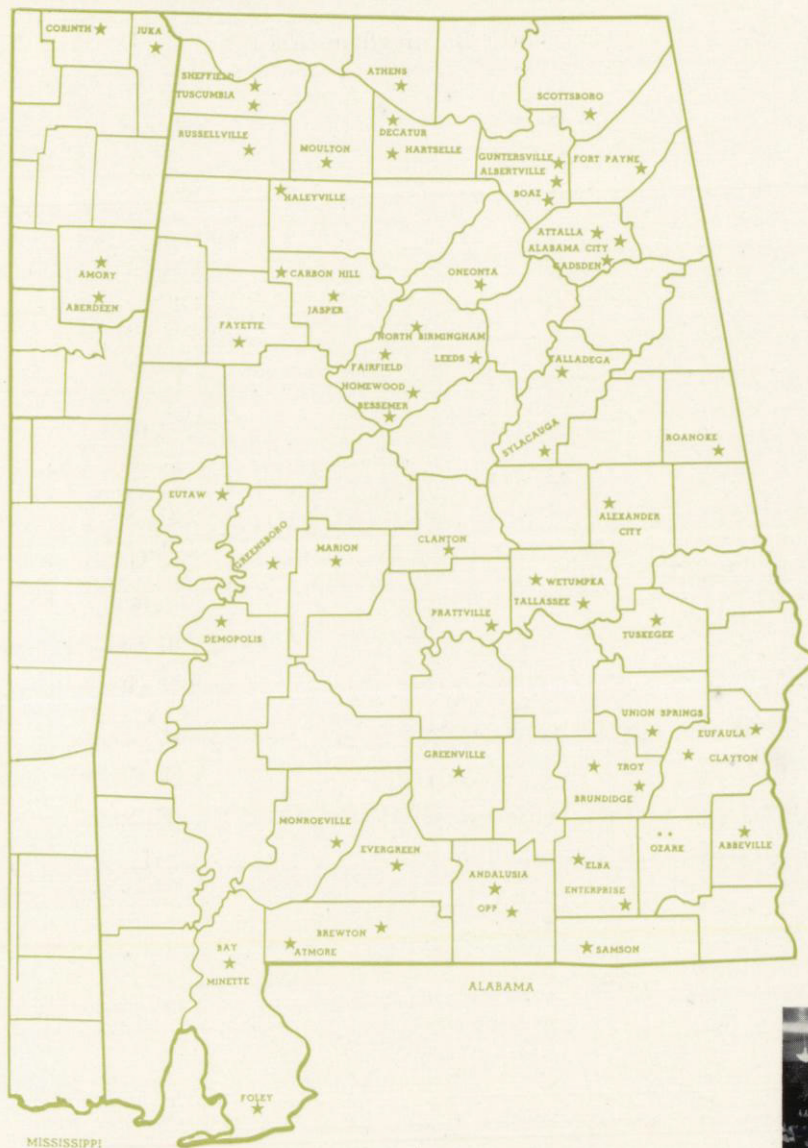 CORINTH
JUKA
SHEFFIELD
TUSCUMBIA
ATHENS
SCOTTSBORO
DECATUR
RUSSELLVILLE
MOULTON
HARTSELLE
GUNTERSVILLE
FORT PAYNE
ALBERTVILLE
BOAZ
HALEYVILLE
ATTALLA
ALABAMA CITY
GADSDEN
AMORY
ABERDEEN
CARBON HILL
ONEONTA
JASPER
FAYETTE
NORTH BIRMINGHAM
FAIRFIELD
LEEDS
TALLADEGA
HOMEWOOD
BESSEMER
SYLACAUGA
ROANOKE
EUTAW
ALEXANDER
CITY
GREENSBORO
MARION
CLANTON
WETUMPKA
TALLASSEE
PRATTVILLE
DEMOPOLIS
TUSKEGEE
UNION SPRINGS
EUFAULA
CLAYTON
GREENVILLE
TROY
BRUNDIDGE
MONROEVILLE
EVERGREEN
OZARK
ABBEVILLE
ELBA
ANDALUSIA
ENTERPRISE
OPP
BREWTON
ATMORE
SAMSON
BAY
MINETTE
ALABAMA
FOLEY
MISSISSIPPI